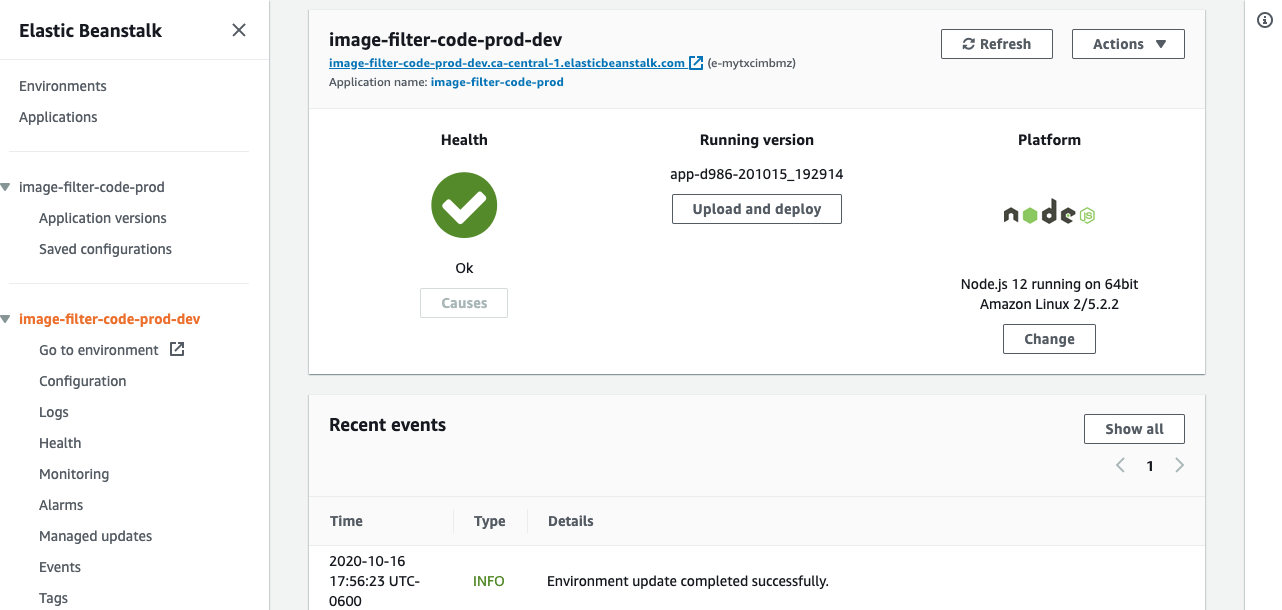 Elastic Beanstalk
Environments
Applications
image-filter-code-prod
Application versions
Saved configurations
image-filter-code-prod-dev
Go to environment
Configuration
Logs
Health
Monitoring
Alarms
Managed updates
Events
Tags
image-filter-code-prod-dev
image-filter-code-prod-dev.ca-central-1.elasticbeanstalk.com (e-mytxcimbmz)
Application name: image-filter-code-prod
Refresh
Actions
Health
Ok
Causes
Running version
app-d986-201015_192914
Upload and deploy
Platform
node JS
Node.js 12 running on 64bit
Amazon Linux 2/5.2.2
Change
Recent events
Show all
1
Time Type Details
2020-10-16
17:56:23 UTC-
0600
INFO
Environment update completed successfully.